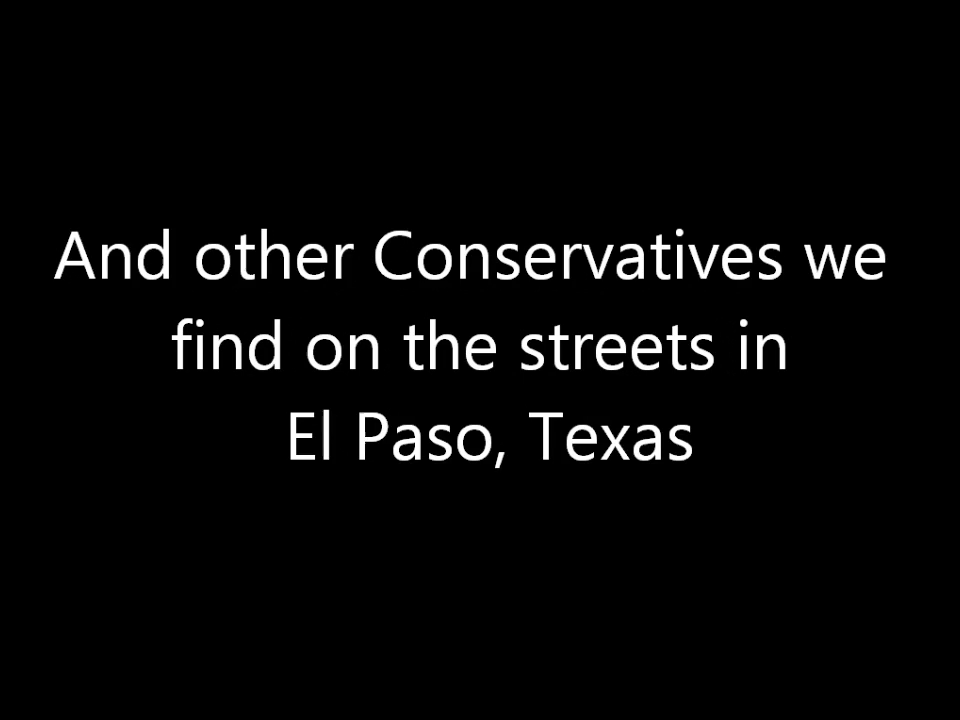 And other Conservatives we
find on the streets in
El Paso, Texas